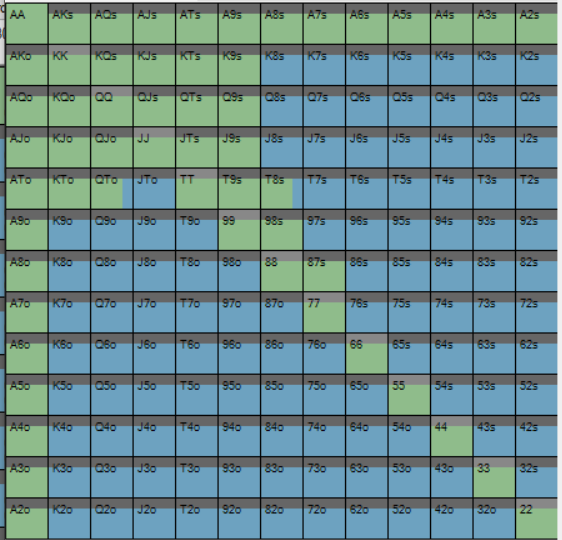 AA AKs AQs AJs ATs A9s A8s A7s A6s A5s A4s A3s A2s
AKo KK KQs KJs KTs K9s K8s K7s K6s K5s K4s K3s K2s
AQo KQo QQ QJs QTs Q9s Q8s Q7s Q6s Q5s Q4s Q3s Q2s
AJo KJo QJo JJ JTs J9s J8s J7s J6s J5s J4s J3s J2s
ATo KTo QTo JTo TT T9s T8s T7s T6s T5s T4s T3s T2s
A9o K9o Q9o J9o T9o 99 98s 97s 96s 95s 94s 93s 92s
A8o K8o Q8o J8o T8o 98o 88 87s 86s 85s 84s 83s 82s
A7o K7o Q7o J7o T7o 97o 87o 77 76s 75s 74s 73s 72s
A6o K6o Q6o J6o T6o 96o 86o 76o 66 65s 64s 63s 62s
A5o K5o Q5o J5o T5o 95o 85o 75o 65o 55 54s 53s 52s
A4o K4o Q4o J4o T4o 94o 84o 74o 64o 54o 44 43s 42s
A3o K3o Q3o J3o T3o 93o 83o 73o 63o 53o 43o 33 32s
A2o K2o Q2o J2o T2o 92o 82o 72o 62o 52o 42o 32o 22